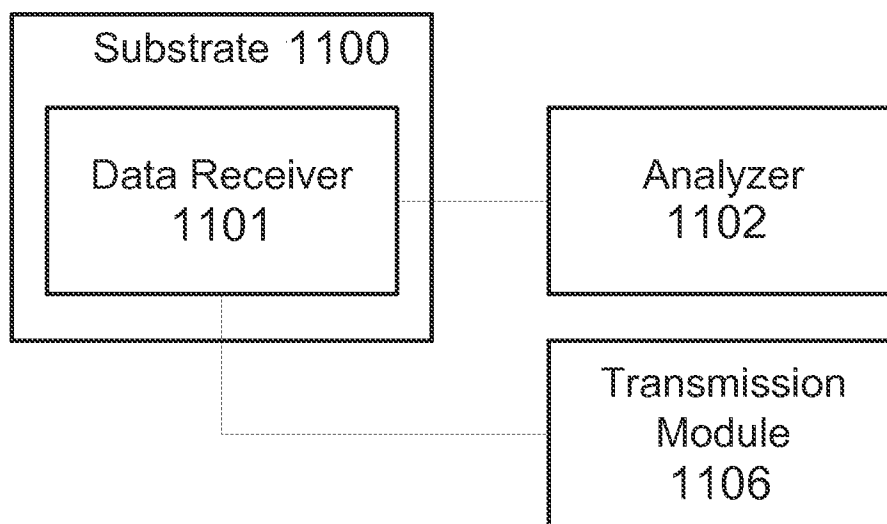 Substrate 1100
Data Receiver
1101
Analyzer
1102
Transmission
Module
1106